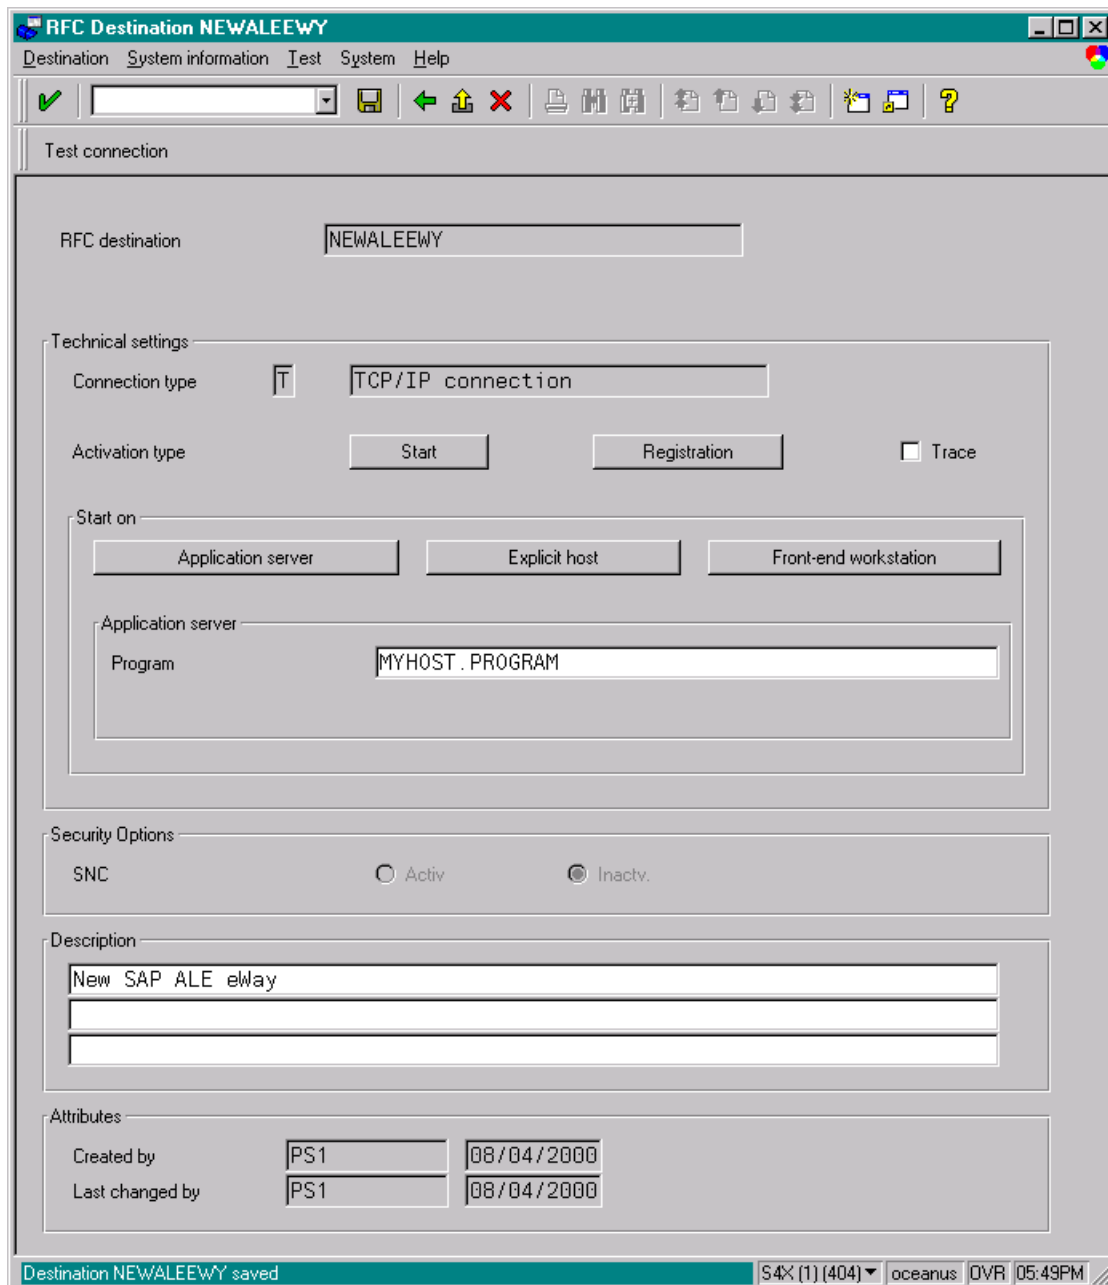 RFC Destination NEWALEEWY
Destination System information Test System Help
Test connection
RFC destination NEWALEEWY
Technical settings
Connection type T TCP/IP connection
Activation type Start Registration Trace
Start on
Application server Explicit host Front-end workstation
Application server
Program MYHOST.PROGRAM
Security Options
SNC Activ Inactv.
Description
New SAP ALE eWay
Attributes
Created by PS1 08/04/2000
Last changed by PS1 08/04/2000
Destination NEWALEEWY saved S4X (1) (404) oceanus OVR 05:49PM